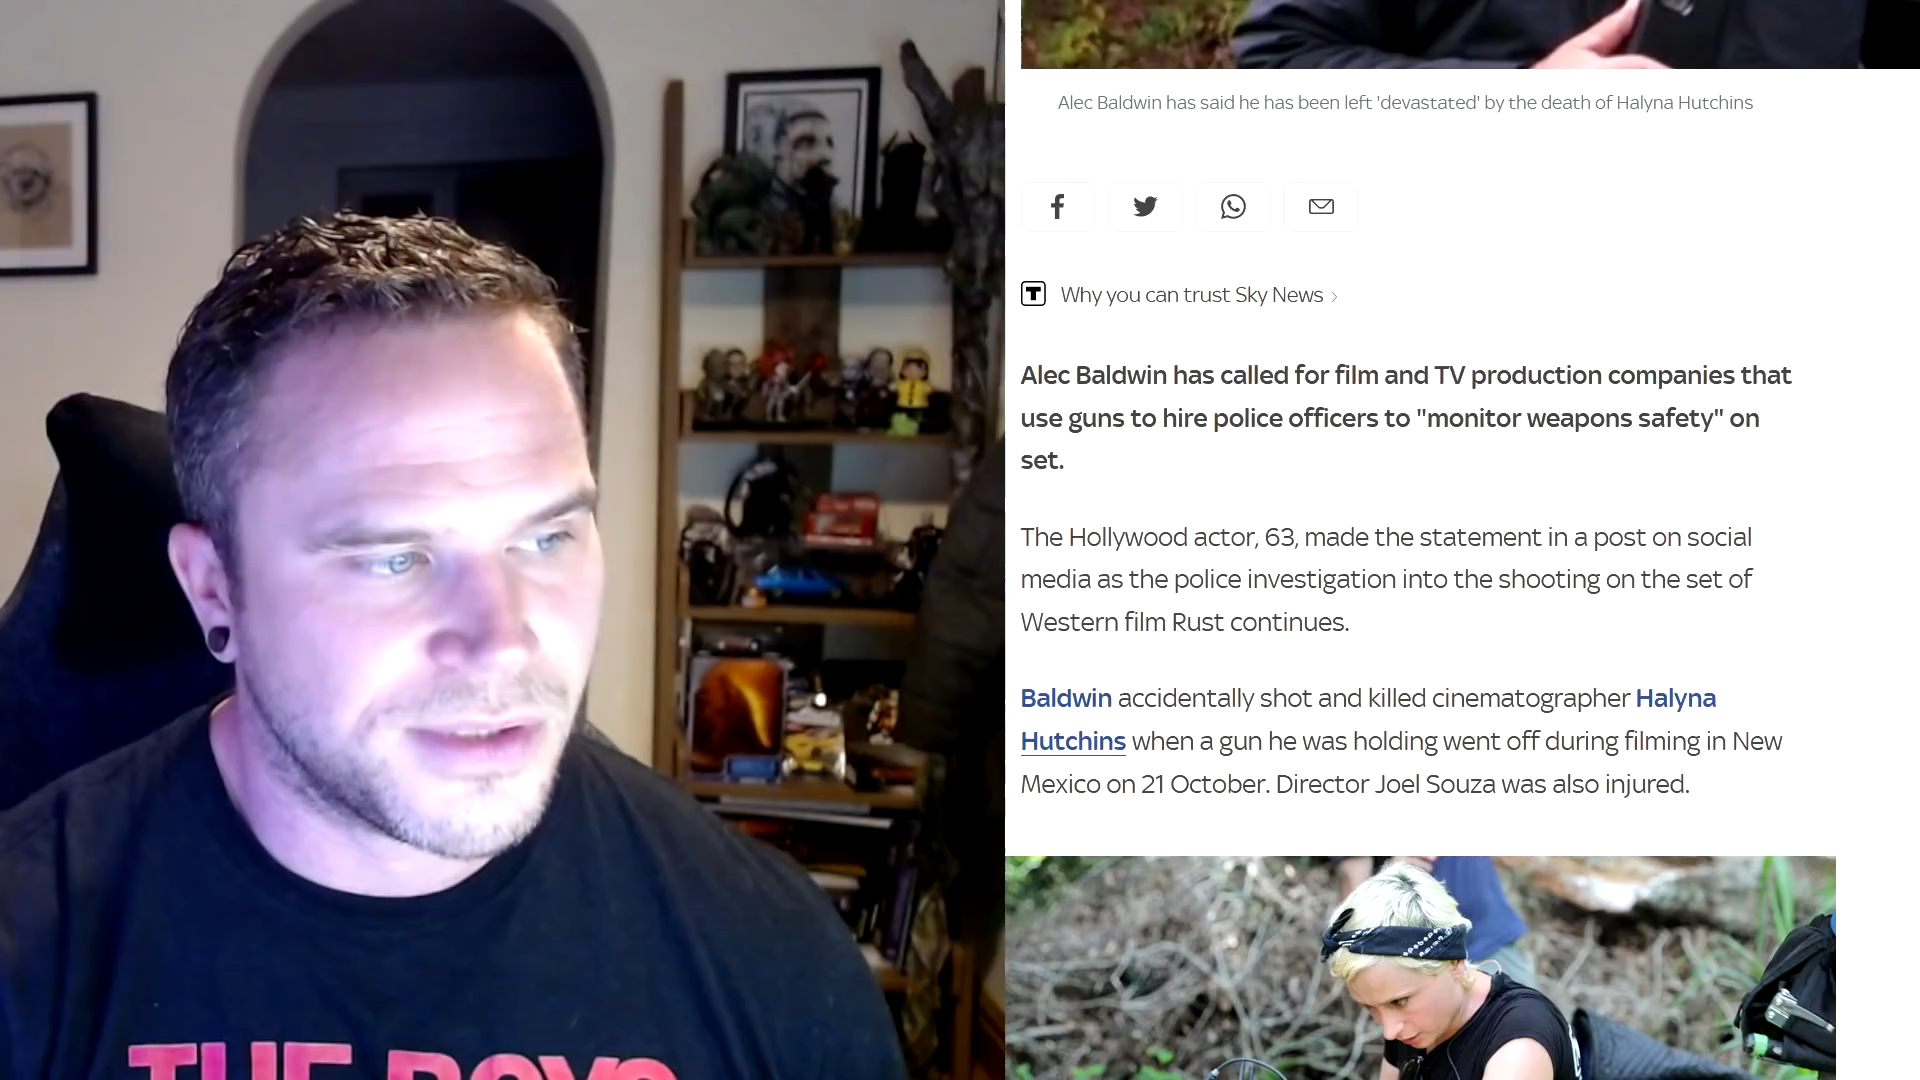 Alec Baldwin has said he has been left 'devastated' by the death of Halyna Hutchins
Why you can trust Sky News
Alec Baldwin has called for film and TV production companies that
use guns to hire police officers to "monitor weapons safety" on
set.
The Hollywood actor, 63, made the statement in a post on social
media as the police investigation into the shooting on the set of
Western film Rust continues.
Baldwin accidentally shot and killed cinematographer Halyna
Hutchins when a gun he was holding went off during filming in New
Mexico on 21 October. Director Joel Souza was also injured.
THE BOYS